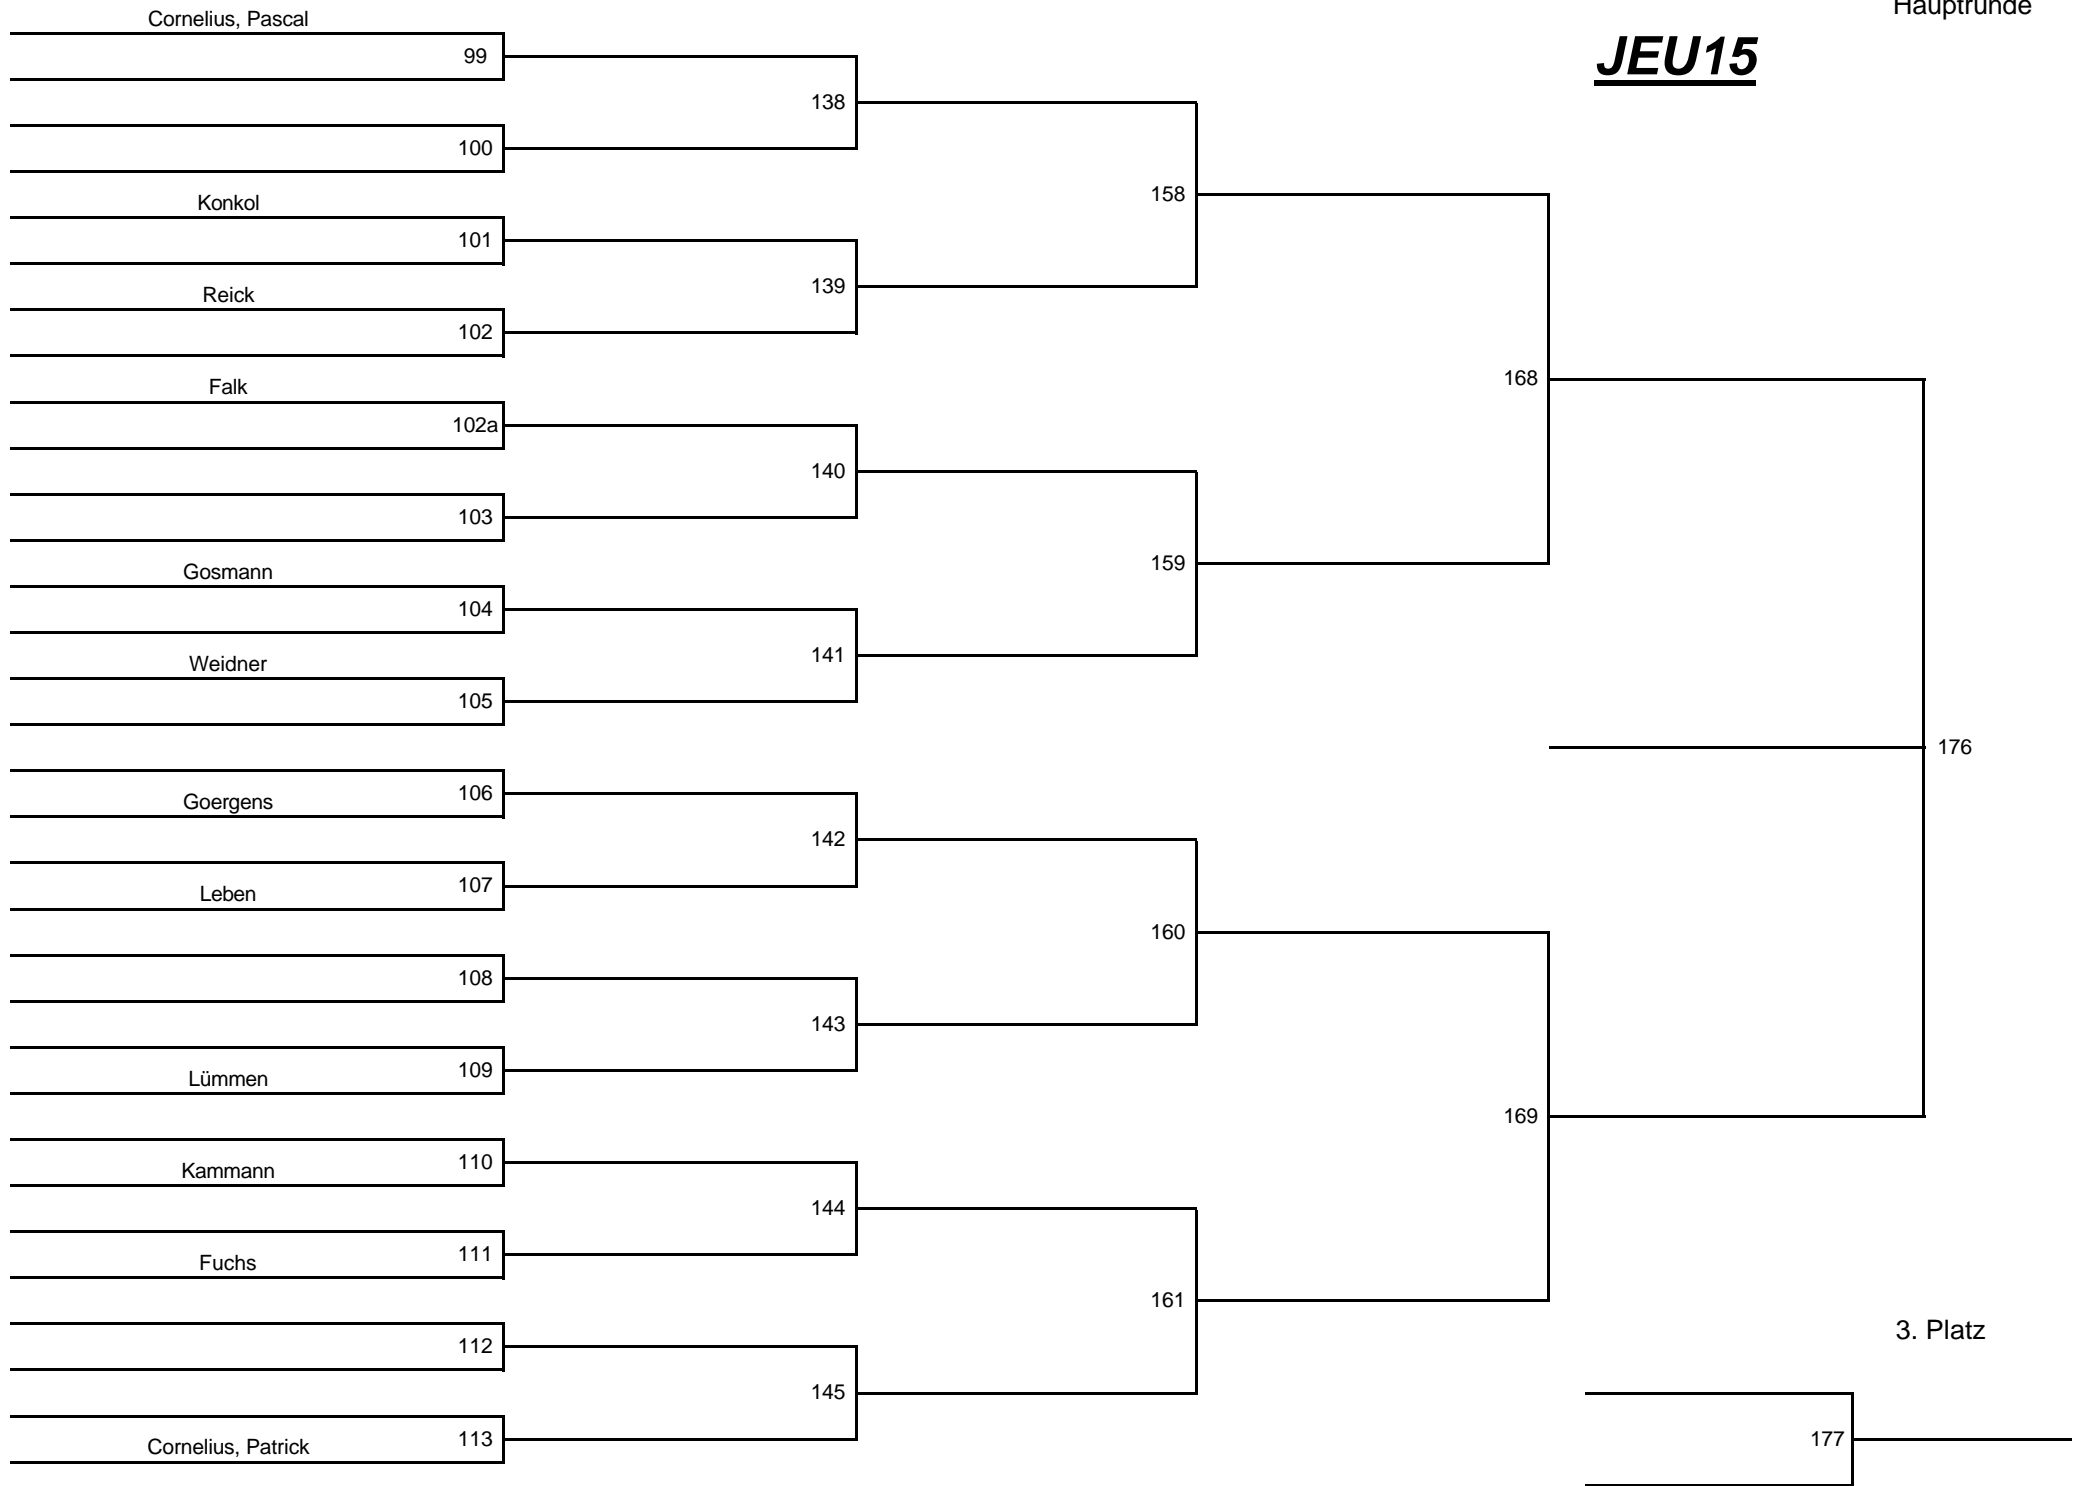 Hauptrunde
JEU15
Cornelius, Pascal
99
138
100
158
Konkol
101
139
Reick
102
168
Falk
102a
140
103
159
Gosmann
104
141
Weidner
105
176
106
Goergens
142
107
Leben
160
108
143
109
Lümmen
169
110
Kammann
144
111
Fuchs
161
3. Platz
112
145
113
Cornelius, Patrick
177